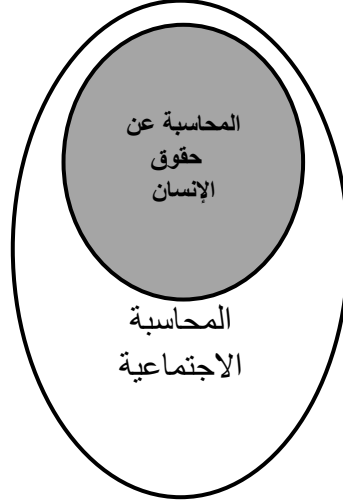 المحاسبة عن
حقوق
الإنسان
المحاسبة
الاجتماعية